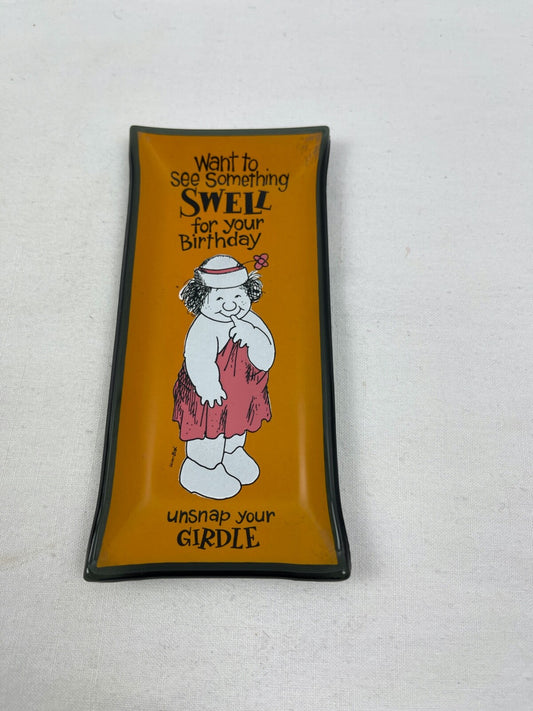 Want to
See Something
SWELL
for your
Birthday
unsnap your
GIRDLE